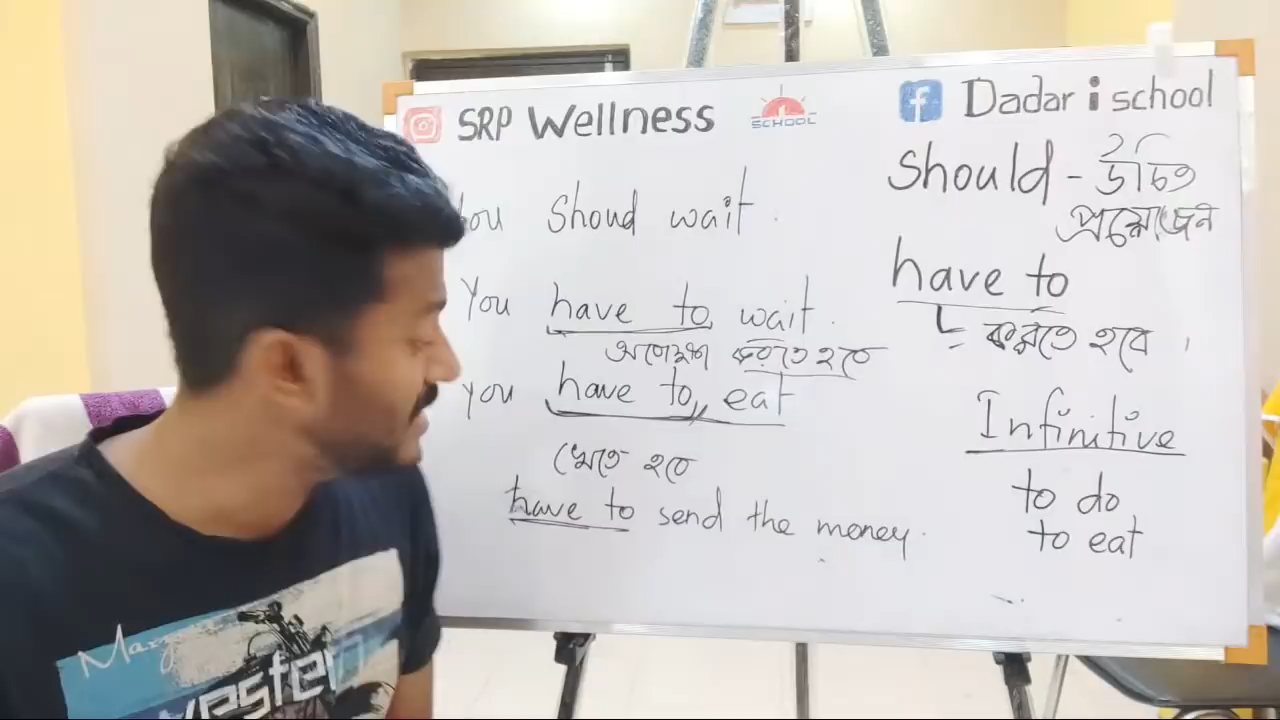 SRP Wellness
SCHOOL
Dadar i school
You Shoud wait.
You have to wait.
অপেক্ষা করতে হবে
you have to eat
খেতে হবে
have to send the money.
Should - উচিত
প্রয়োজন
have to
করতে হবে
Infinitive
to do
to eat